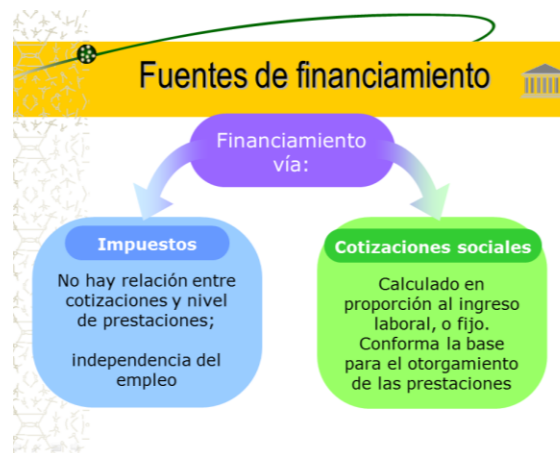 Fuentes de financiamiento
Financiamiento
vía:
Impuestos
No hay relación entre
cotizaciones y nivel
de prestaciones;
independencia del
empleo
Cotizaciones sociales
Calculado en
proporción al ingreso
laboral, o fijo.
Conforma la base
para el otorgamiento
de las prestaciones